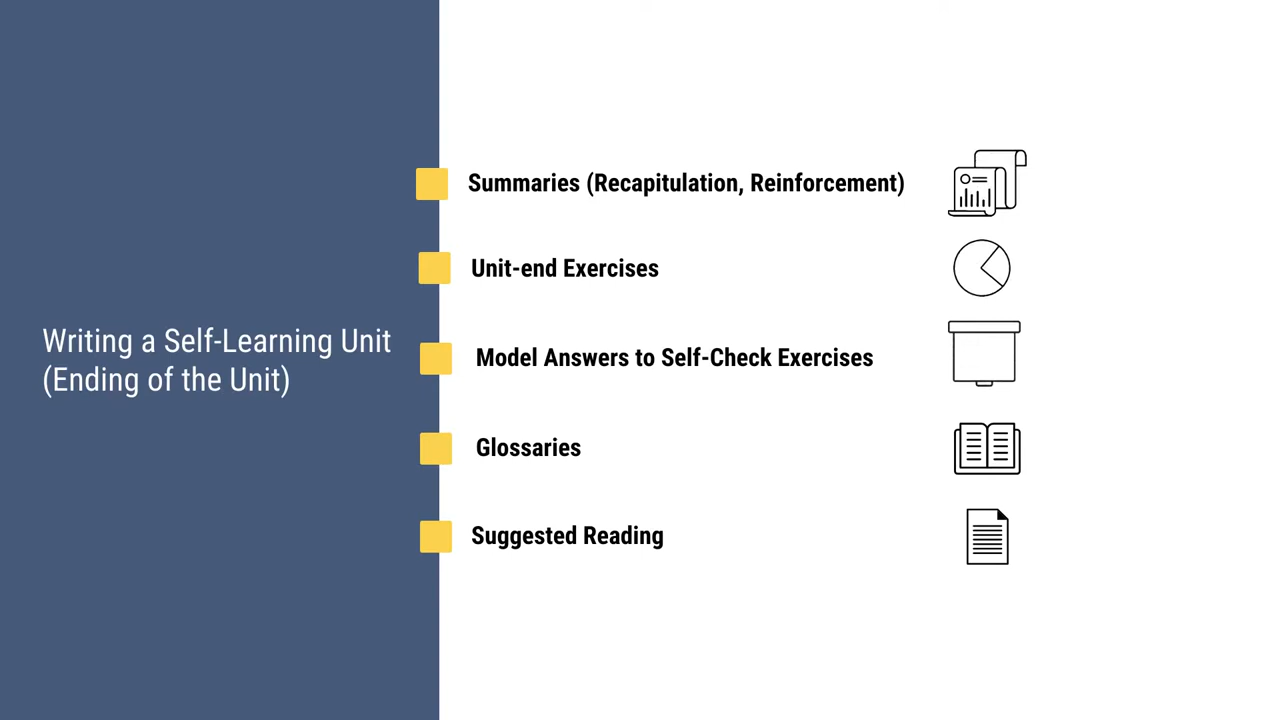 Writing a Self-Learning Unit
(Ending of the Unit)
Summaries (Recapitulation, Reinforcement)
Unit-end Exercises
Model Answers to Self-Check Exercises
Glossaries
Suggested Reading